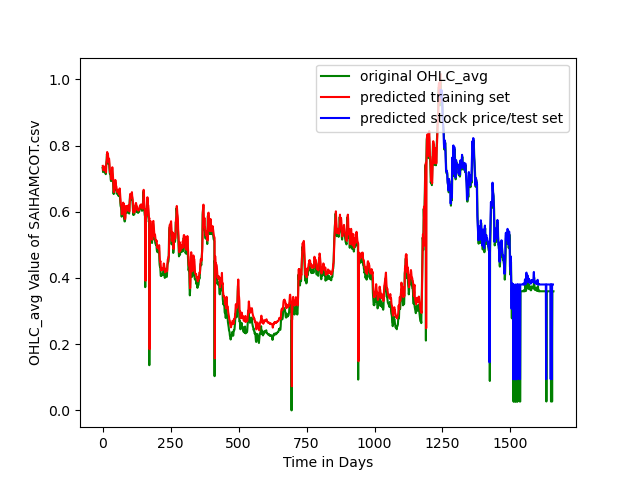 original OHLC_avg
predicted training set
predicted stock price/test set
OHLC_avg Value of SAIHAMCOT.csv
1.0
0.8
0.6
0.4
0.2
0.0
0 250 500 750 1000 1250 1500
Time in Days